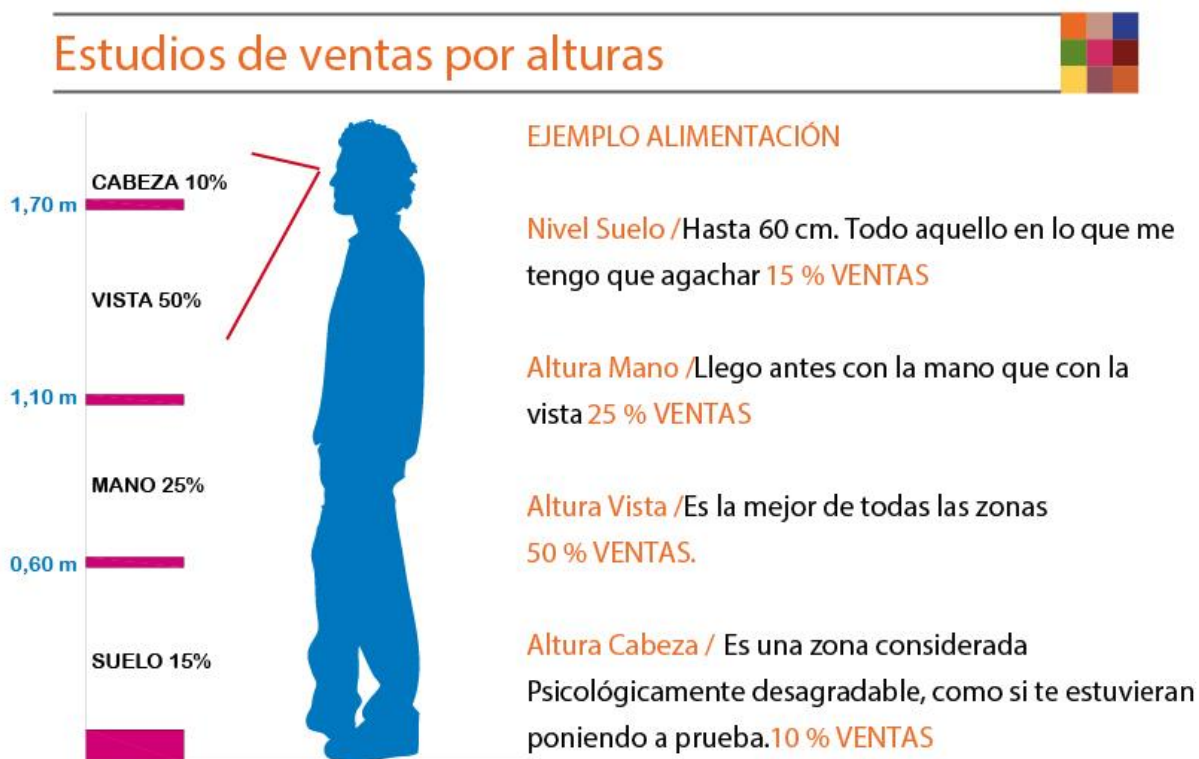 Estudios de ventas por alturas
CABEZA 10%
1,70 m
VISTA 50%
1,10 m
MANO 25%
0,60 m
SUELO 15%
EJEMPLO ALIMENTACIÓN
Nivel Suelo /Hasta 60 cm. Todo aquello en lo que me
tengo que agachar 15 % VENTAS
Altura Mano /Llego antes con la mano que con la
vista 25 % VENTAS
Altura Vista /Es la mejor de todas las zonas
50 % VENTAS.
Altura Cabeza / Es una zona considerada
Psicológicamente desagradable, como si te estuvieran
poniendo a prueba.10 % VENTAS